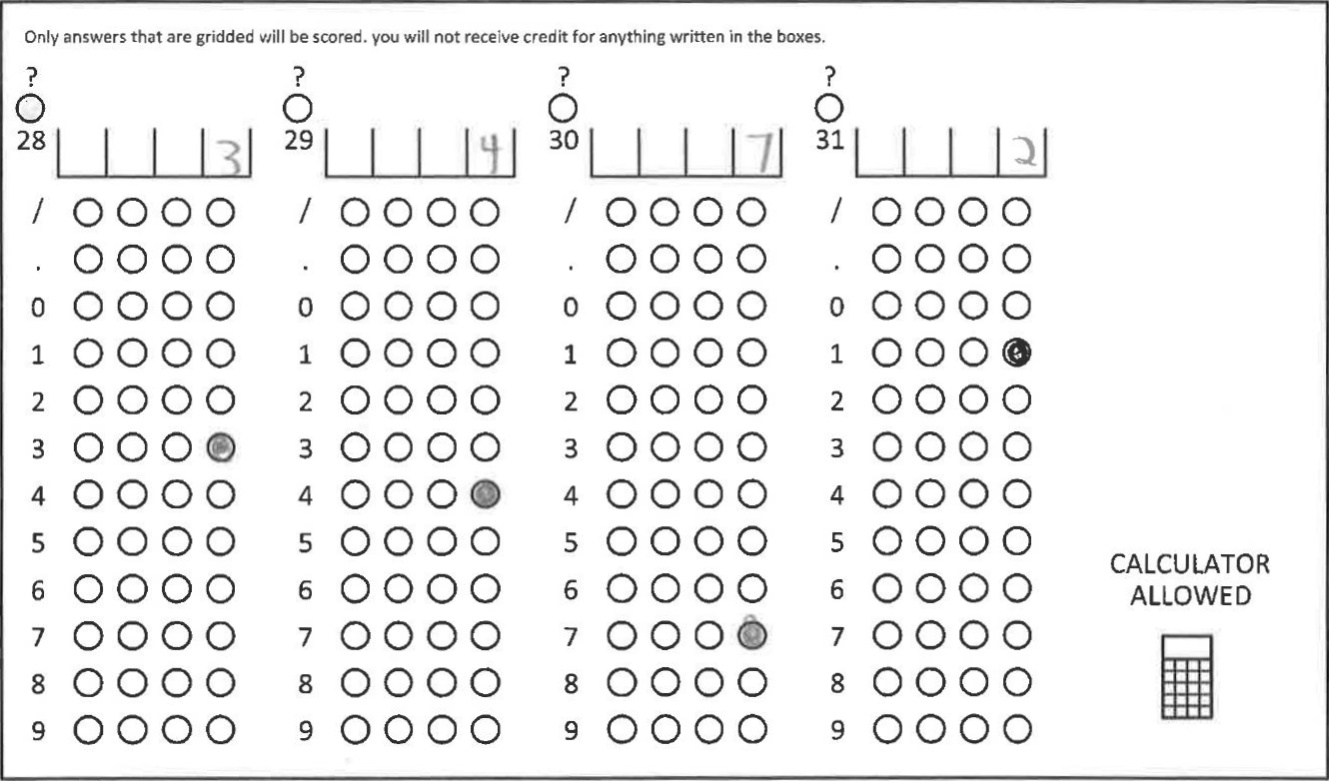 Only answers that are gridded will be scored. you will not receive credit for anything written in the boxes.
? ? ? ?
28 3 29 4 30 7 31 2
/ / / /
. . . .
0 0 0 0
1 1 1 1
2 2 2 2
3 3 3 3
4 4 4 4
5 5 5 5
6 6 6 6
7 7 7 7
8 8 8 8
9 9 9 9
CALCULATOR
ALLOWED